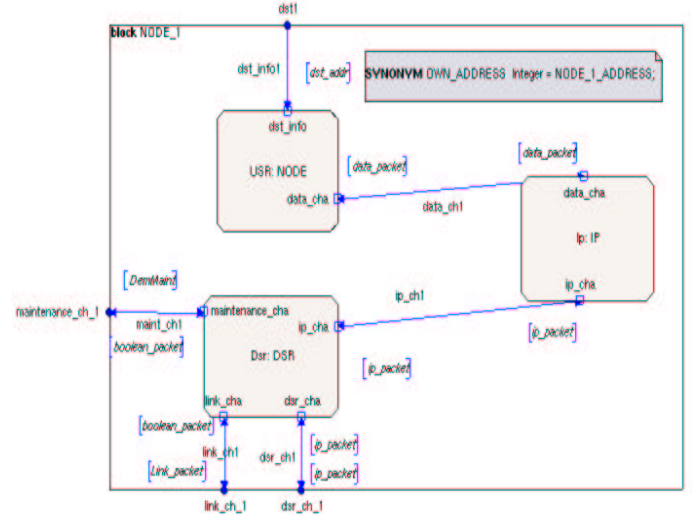 dst1
block NODE_1
dst_info1
[dst_addr]
SYNONYM OWN_ADDRESS Integer = NODE_1_ADDRESS;
dst_info
USR: NODE
[data_packet]
[data_packet]
data_cha
data_ch1
data_cha
Ip: IP
ip_cha
[DemMaint]
maintenance_ch_1
maint_ch1
[boolean_packet]
maintenance_cha
ip_cha
ip_ch1
[ip_packet]
Dsr: DSR
[ip_packet]
link_cha
dsr_cha
[boolean_packet]
link_ch1
dsr_ch1
[ip_packet]
[Link_packet]
[ip_packet]
link_ch_1
dsr_ch_1